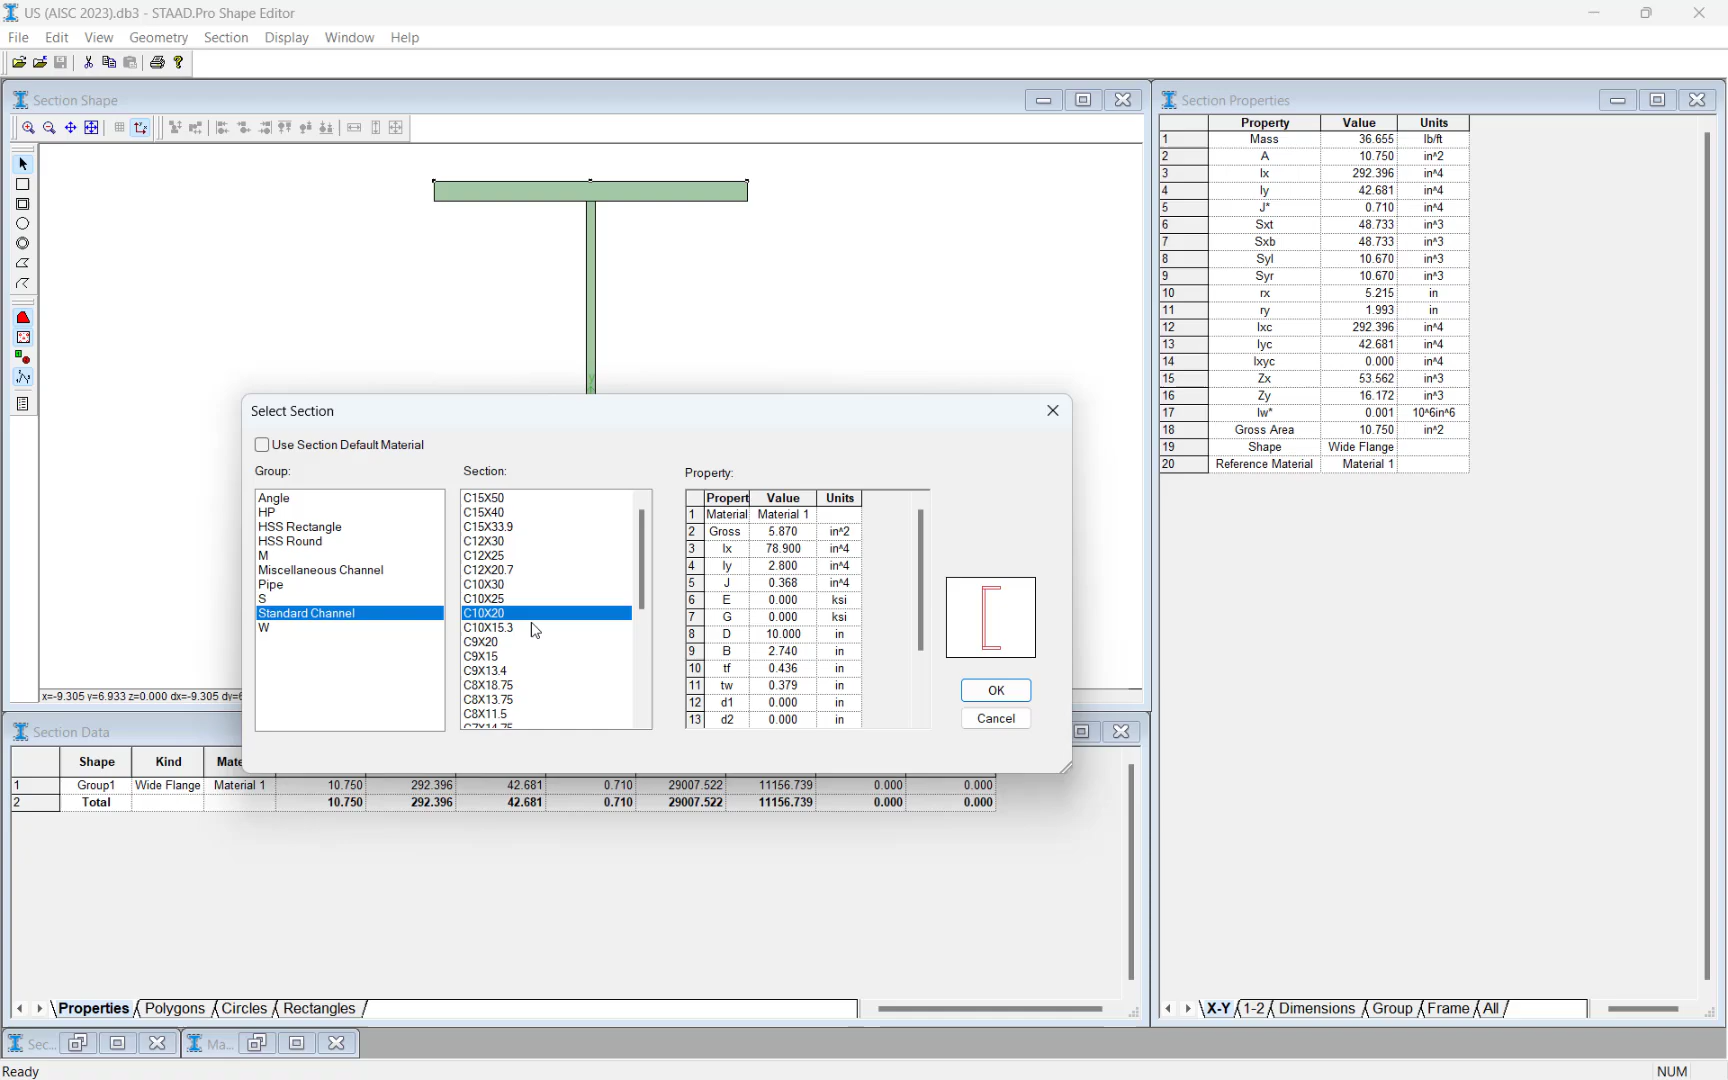 US (AISC 2023).db3 - STAAD.Pro Shape Editor
File Edit View Geometry Section Display Window Help
Section Shape
x=-9.305 y=6.933 z=0.000 dx=-9.305 dy=6
Section Properties
Property Value Units
1 Mass 36.655 lb/ft
2 A 10.750 in^2
3 Ix 292.396 in^4
4 Iy 42.681 in^4
5 J* 0.710 in^4
6 Sxt 48.733 in^3
7 Sxb 48.733 in^3
8 Syl 10.670 in^3
9 Syr 10.670 in^3
10 rx 5.215 in
11 ry 1.993 in
12 Ixc 292.396 in^4
13 Iyc 42.681 in^4
14 Ixyc 0.000 in^4
15 Zx 53.562 in^3
16 Zy 16.172 in^3
17 Iw* 0.001 10^6in^6
18 Gross Area 10.750 in^2
19 Shape Wide Flange
20 Reference Material Material 1
Select Section
Use Section Default Material
Group:
Angle
HP
HSS Rectangle
HSS Round
M
Miscellaneous Channel
Pipe
S
Standard Channel
W
Section:
C15X50
C15X40
C15X33.9
C12X30
C12X25
C12X20.7
C10X30
C10X25
C10X20
C10X15.3
C9X20
C9X15
C9X13.4
C8X18.75
C8X13.75
C8X11.5
C7X14.75
Property:
Propert Value Units
1 Material Material 1
2 Gross 5.870 in^2
3 Ix 78.900 in^4
4 Iy 2.800 in^4
5 J 0.368 in^4
6 E 0.000 ksi
7 G 0.000 ksi
8 D 10.000 in
9 B 2.740 in
10 tf 0.436 in
11 tw 0.379 in
12 d1 0.000 in
13 d2 0.000 in
OK
Cancel
Section Data
Shape Kind Mate
1 Group1 Wide Flange Material 1 10.750 292.396 42.681 0.710 29007.522 11156.739 0.000 0.000
2 Total 10.750 292.396 42.681 0.710 29007.522 11156.739 0.000 0.000
Properties Polygons Circles Rectangles
X-Y 1-2 Dimensions Group Frame All
Sec... Ma...
Ready NUM